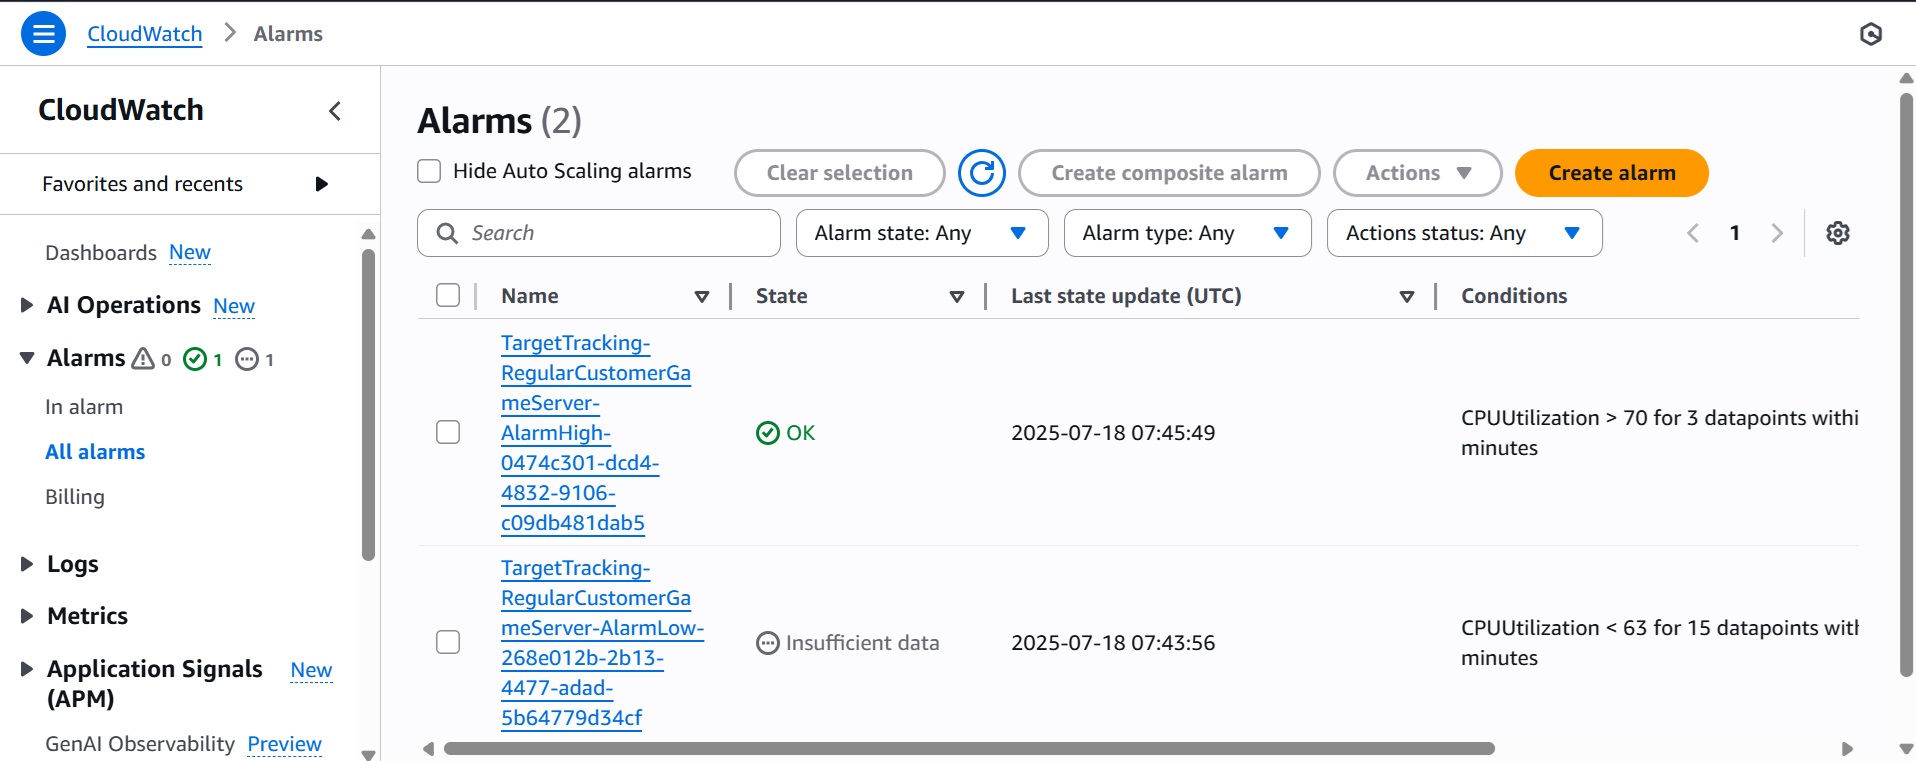 CloudWatch > Alarms
CloudWatch
Favorites and recents
Dashboards New
AI Operations New
Alarms 0 1 1
In alarm
All alarms
Billing
Logs
Metrics
Application Signals New
(APM)
GenAI Observability Preview
Alarms (2)
Hide Auto Scaling alarms
Clear selection
Create composite alarm
Actions
Create alarm
Search
Alarm state: Any
Alarm type: Any
Actions status: Any
1
Name State Last state update (UTC) Conditions
TargetTracking-
RegularCustomerGa
meServer-
AlarmHigh-
0474c301-dcd4-
4832-9106-
c09db481dab5
OK
2025-07-18 07:45:49
CPUUtilization > 70 for 3 datapoints withi
minutes
TargetTracking-
RegularCustomerGa
meServer-AlarmLow-
268e012b-2b13-
4477-adad-
5b64779d34cf
Insufficient data
2025-07-18 07:43:56
CPUUtilization < 63 for 15 datapoints wit
minutes